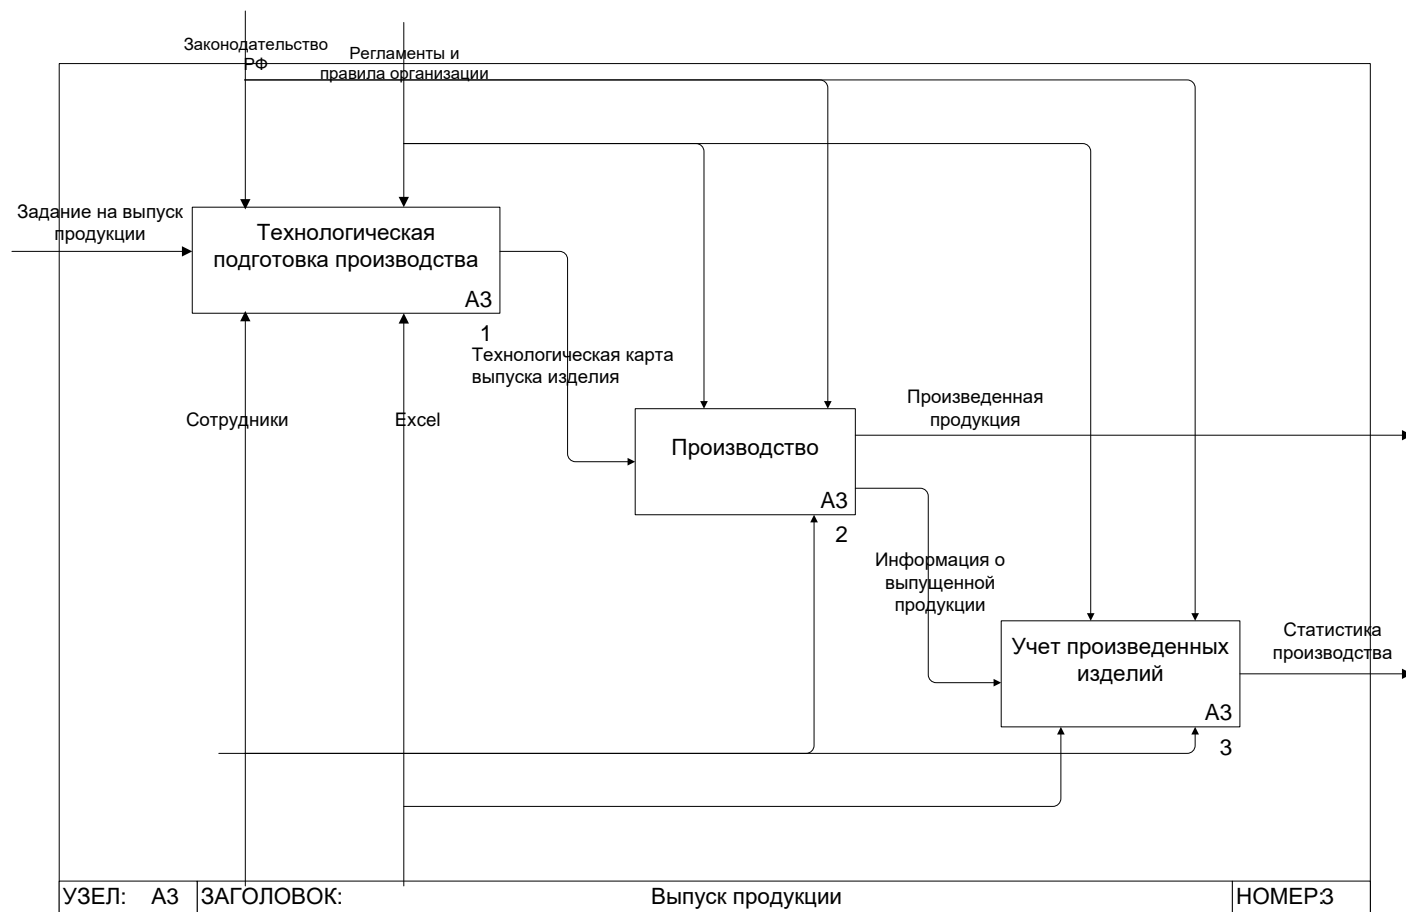 Законодательство
РФ
Регламенты и
правила организации
Задание на выпуск
продукции
Технологическая
подготовка производства
А3
1
Технологическая карта
выпуска изделия
Сотрудники
Excel
Произведенная
продукция
Производство
А3
2
Информация о
выпущенной
продукции
Учет произведенных
изделий
А3
3
Статистика
производства
УЗЕЛ: А3 ЗАГОЛОВОК: Выпуск продукции НОМЕР:3